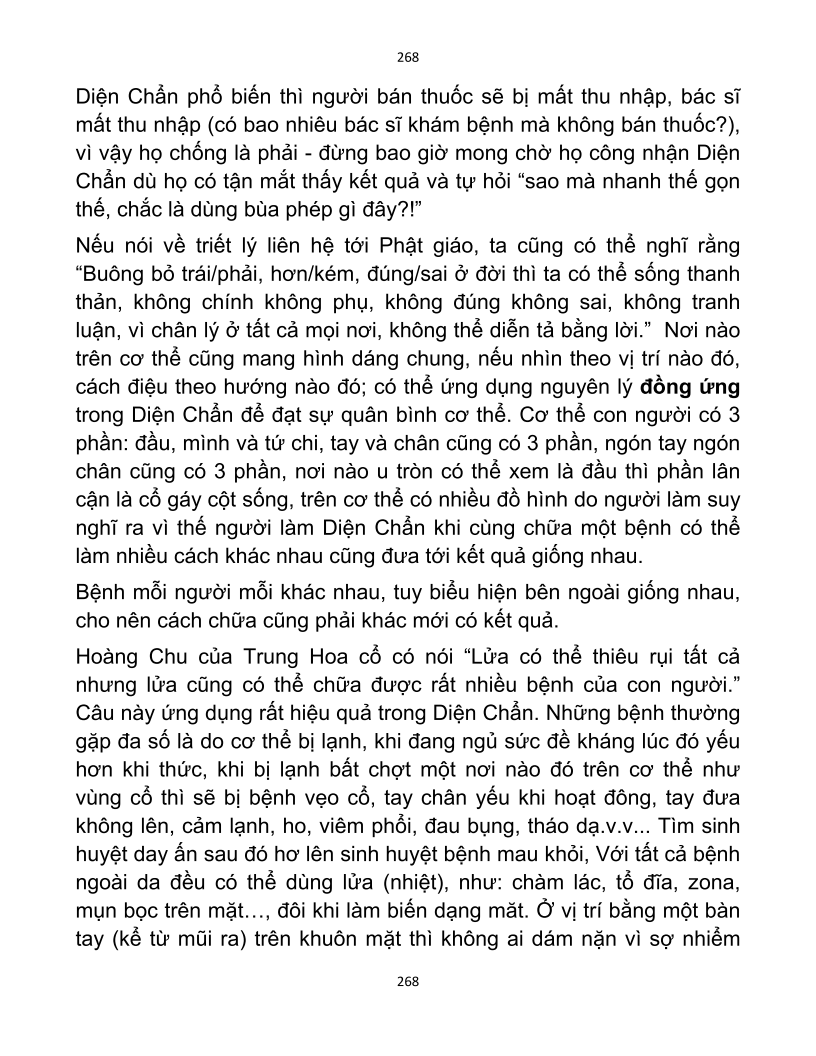 268
Diện Chẩn phổ biến thì người bán thuốc sẽ bị mất thu nhập, bác sĩ
mất thu nhập (có bao nhiêu bác sĩ khám bệnh mà không bán thuốc?),
vì vậy họ chống là phải - đừng bao giờ mong chờ họ công nhận Diện
Chẩn dù họ có tận mắt thấy kết quả và tự hỏi “sao mà nhanh thế gọn
thế, chắc là dùng bùa phép gì đây?!”
Nếu nói về triết lý liên hệ tới Phật giáo, ta cũng có thể nghĩ rằng
“Buông bỏ trái/phải, hơn/kém, đúng/sai ở đời thì ta có thể sống thanh
thản, không chính không phụ, không đúng không sai, không tranh
luận, vì chân lý ở tất cả mọi nơi, không thể diễn tả bằng lời.”  Nơi nào
trên cơ thể cũng mang hình dáng chung, nếu nhìn theo vị trí nào đó,
cách điệu theo hướng nào đó; có thể ứng dụng nguyên lý đồng ứng
trong Diện Chẩn để đạt sự quân bình cơ thể. Cơ thể con người có 3
phần: đầu, mình và tứ chi, tay và chân cũng có 3 phần, ngón tay ngón
chân cũng có 3 phần, nơi nào u tròn có thể xem là đầu thì phần lân
cận là cổ gáy cột sống, trên cơ thể có nhiều đồ hình do người làm suy
nghĩ ra vì thế người làm Diện Chẩn khi cùng chữa một bệnh có thể
làm nhiều cách khác nhau cũng đưa tới kết quả giống nhau.
Bệnh mỗi người mỗi khác nhau, tuy biểu hiện bên ngoài giống nhau,
cho nên cách chữa cũng phải khác mới có kết quả.
Hoàng Chu của Trung Hoa cổ có nói “Lửa có thể thiêu rụi tất cả
nhưng lửa cũng có thể chữa được rất nhiều bệnh của con người.”
Câu này ứng dụng rất hiệu quả trong Diện Chẩn. Những bệnh thường
gặp đa số là do cơ thể bị lạnh, khi đang ngủ sức đề kháng lúc đó yếu
hơn khi thức, khi bị lạnh bất chợt một nơi nào đó trên cơ thể như
vùng cổ thì sẽ bị bệnh vẹo cổ, tay chân yếu khi hoạt đông, tay đưa
không lên, cảm lạnh, ho, viêm phổi, đau bụng, tháo dạ.v.v... Tìm sinh
huyệt day ấn sau đó hơ lên sinh huyệt bệnh mau khỏi, Với tất cả bệnh
ngoài da đều có thể dùng lửa (nhiệt), như: chàm lác, tổ đĩa, zona,
mụn bọc trên mặt…, đôi khi làm biến dạng măt. Ở vị trí bằng một bàn
tay (kể từ mũi ra) trên khuôn mặt thì không ai dám nặn vì sợ nhiễm
268